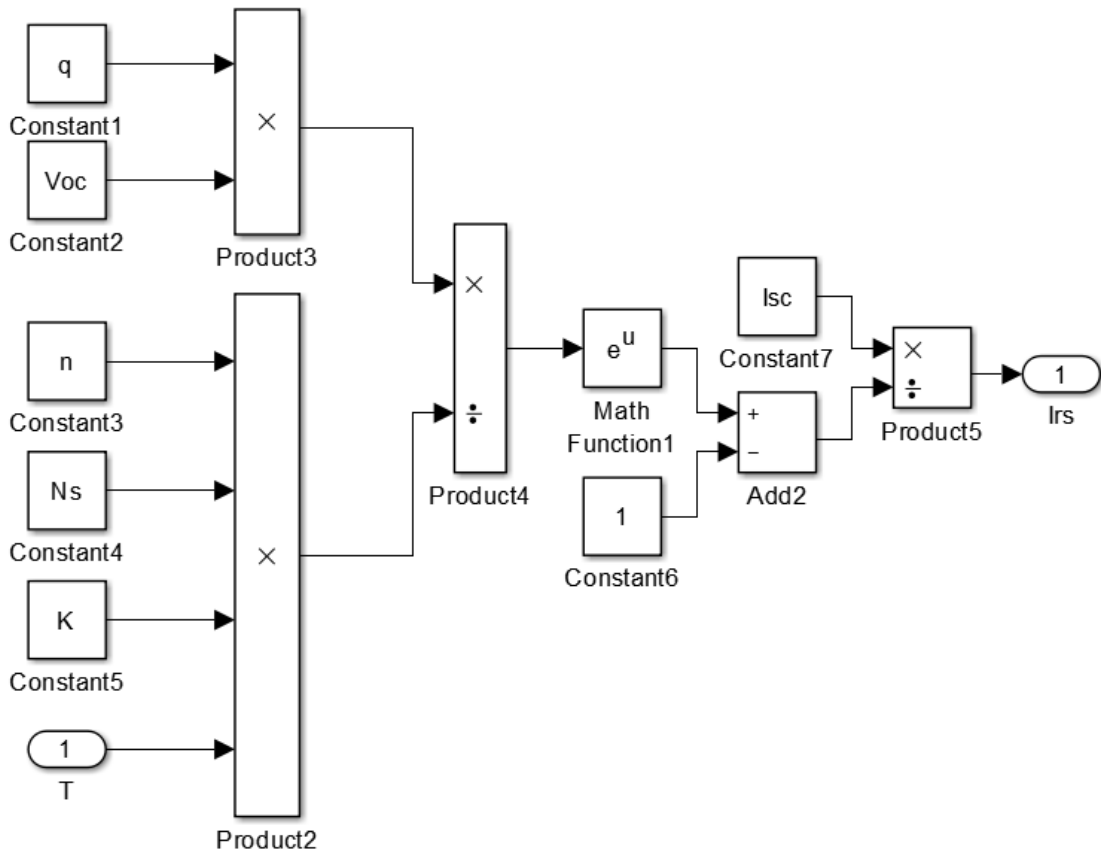 q
Constant1
Voc
Constant2
×
Product3
n
Constant3
Ns
Constant4
K
Constant5
1
T
×
Product2
×
÷
Product4
e^u
Math
Function1
1
Constant6
Isc
Constant7
+
−
Add2
×
÷
Product5
1
Irs